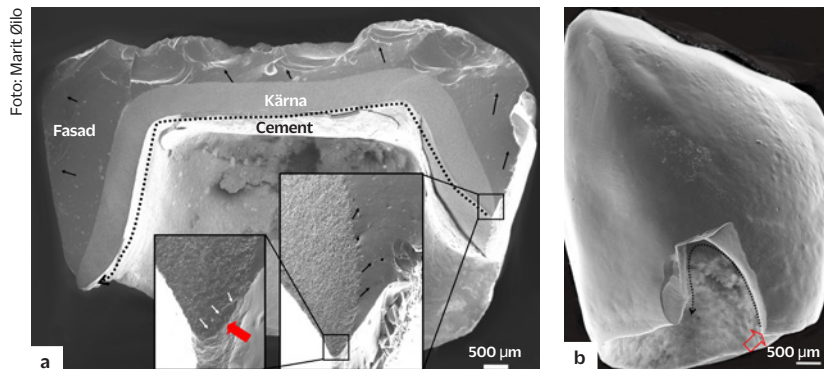 Foto: Marit Øilo
Kärna
Fasad
Cement
a
500 µm
b
500 µm